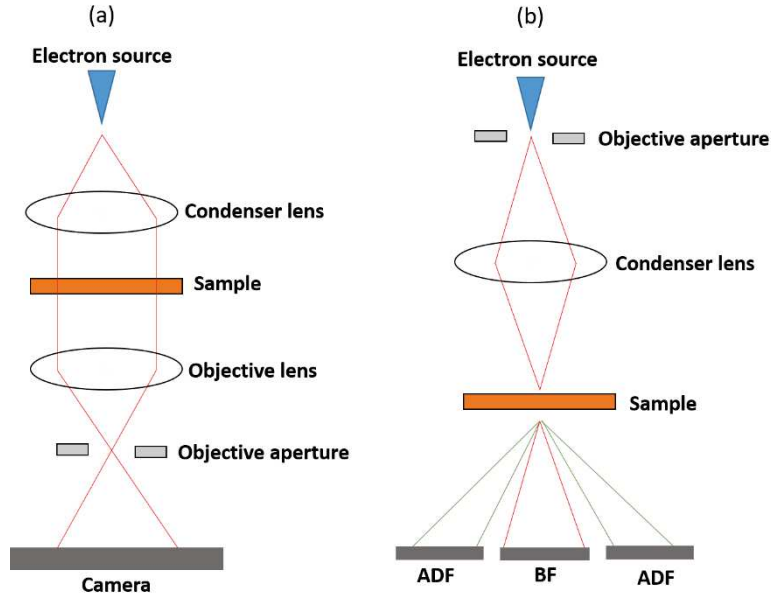 (a)
Electron source
Condenser lens
Sample
Objective lens
Objective aperture
Camera
(b)
Electron source
Objective aperture
Condenser lens
Sample
ADF
BF
ADF